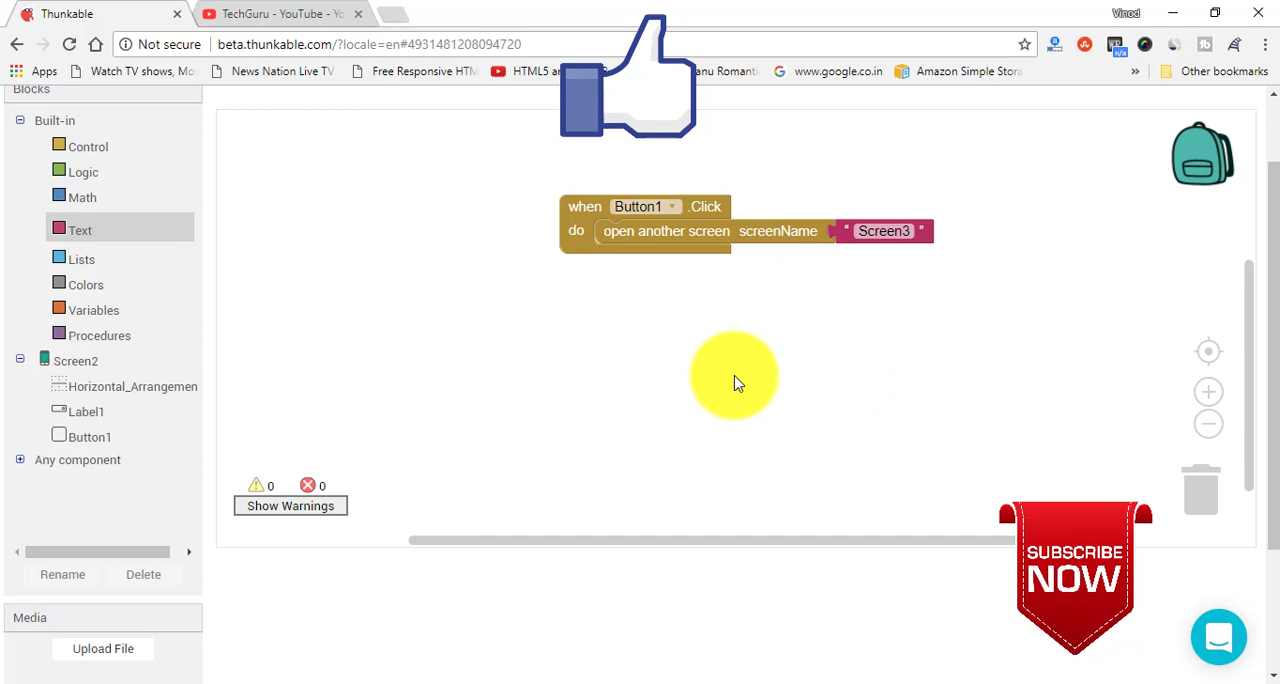 Thunkable
TechGuru - YouTube - Yo
Vinod
Not secure
beta.thunkable.com/?locale=en#4931481208094720
Apps
Watch TV shows, Mo
News Nation Live TV
Free Responsive HTM
HTML5 an
anu Romanti
www.google.co.in
Amazon Simple Stora
»
Other bookmarks
Blocks
Built-in
Control
Logic
Math
Text
Lists
Colors
Variables
Procedures
Screen2
Horizontal_Arrangemen
Label1
Button1
Any component
Rename
Delete
Media
Upload File
when Button1 .Click
do open another screen screenName " Screen3 "
0 0
Show Warnings
SUBSCRIBE
NOW